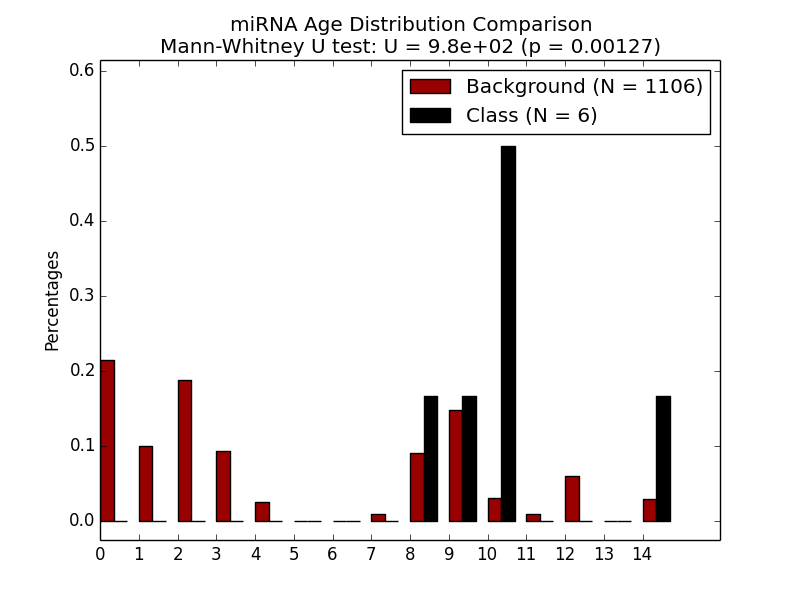 miRNA Age Distribution Comparison
Mann-Whitney U test: U = 9.8e+02 (p = 0.00127)
Background (N = 1106)
Class (N = 6)
Percentages
0.6
0.5
0.4
0.3
0.2
0.1
0.0
0 1 2 3 4 5 6 7 8 9 10 11 12 13 14